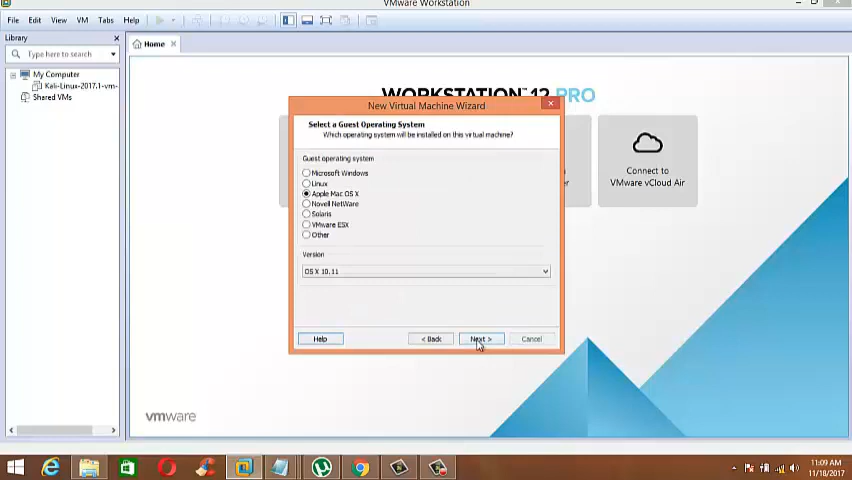 VMware Workstation
File Edit View VM Tabs Help
Library
Type here to search
Home
My Computer
Kali-Linux-2017.1-vm-
Shared VMs
WORKSTATION 12 PRO
New Virtual Machine Wizard
Select a Guest Operating System
Which operating system will be installed on this virtual machine?
Guest operating system
Microsoft Windows
Linux
Apple Mac OS X
Novell NetWare
Solaris
VMware ESX
Other
Version
OS X 10.11
Help
< Back
Next >
Cancel
Connect to
VMware vCloud Air
vmware
11:09 AM
11/18/2017